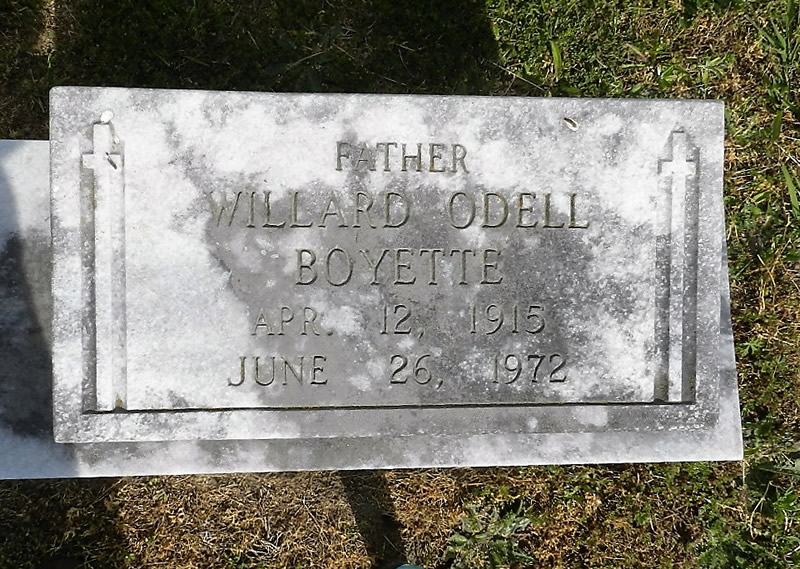 FATHER
WILLARD ODELL
BOYETTE
APR. 12, 1915
JUNE 26, 1972